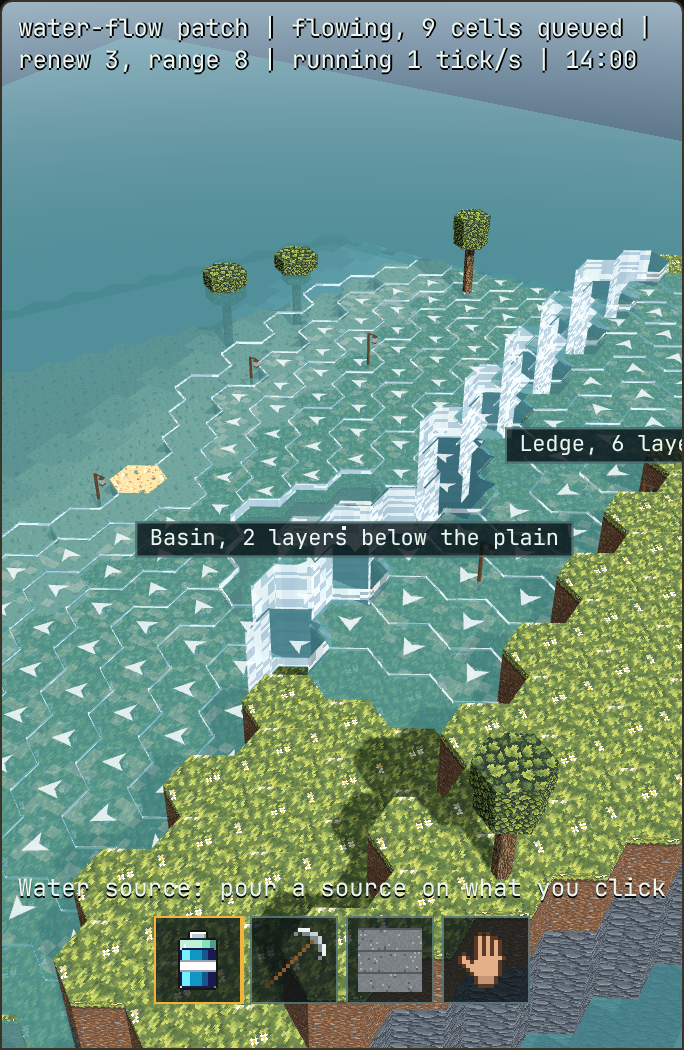 water-flow patch | flowing, 9 cells queued |
renew 3, range 8 | running 1 tick/s | 14:00
Ledge, 6 laye
Basin, 2 layers below the plain
Water source: pour a source on what you click